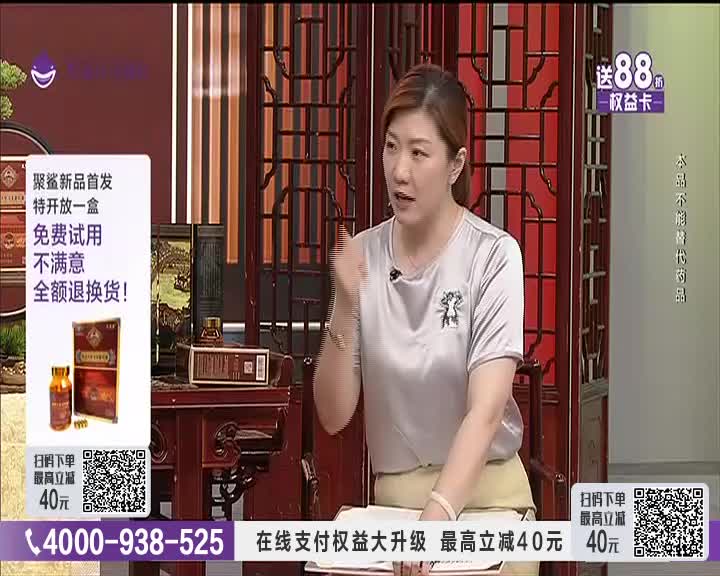 送88折
权益卡
本品不能替代药品
聚鲨新品首发
特开放一盒
免费试用
不满意
全额退换货！
扫码下单
最高立减
40元
4000-938-525
在线支付权益大升级 最高立减40元
扫码下单
最高立减
40元